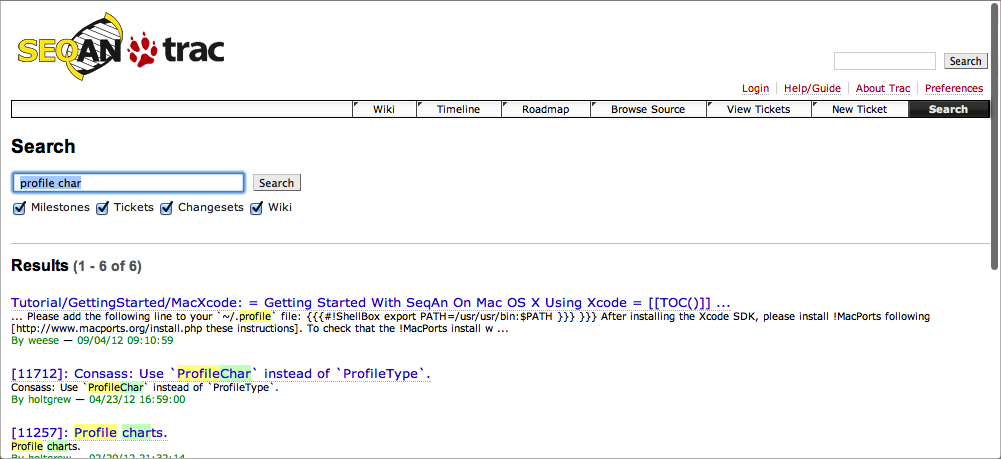 SEQAN trac
Search
Login Help/Guide About Trac Preferences
Wiki Timeline Roadmap Browse Source View Tickets New Ticket Search
Search
profile char Search
Milestones Tickets Changesets Wiki
Results (1 - 6 of 6)
Tutorial/GettingStarted/MacXcode: = Getting Started With SeqAn On Mac OS X Using Xcode = [[TOC()]] ...
... Please add the following line to your `~/.profile` file: {{{#!ShellBox export PATH=/usr/usr/bin:$PATH }}} }}} After installing the Xcode SDK, please install !MacPorts following
[http://www.macports.org/install.php these instructions]. To check that the !MacPorts install w ...
By weese — 09/04/12 09:10:59
[11712]: Consass: Use `ProfileChar` instead of `ProfileType`.
Consass: Use `ProfileChar` instead of `ProfileType`.
By holtgrew — 04/23/12 16:59:00
[11257]: Profile charts.
Profile charts.
By holtgrew — 02/20/12 21:32:14